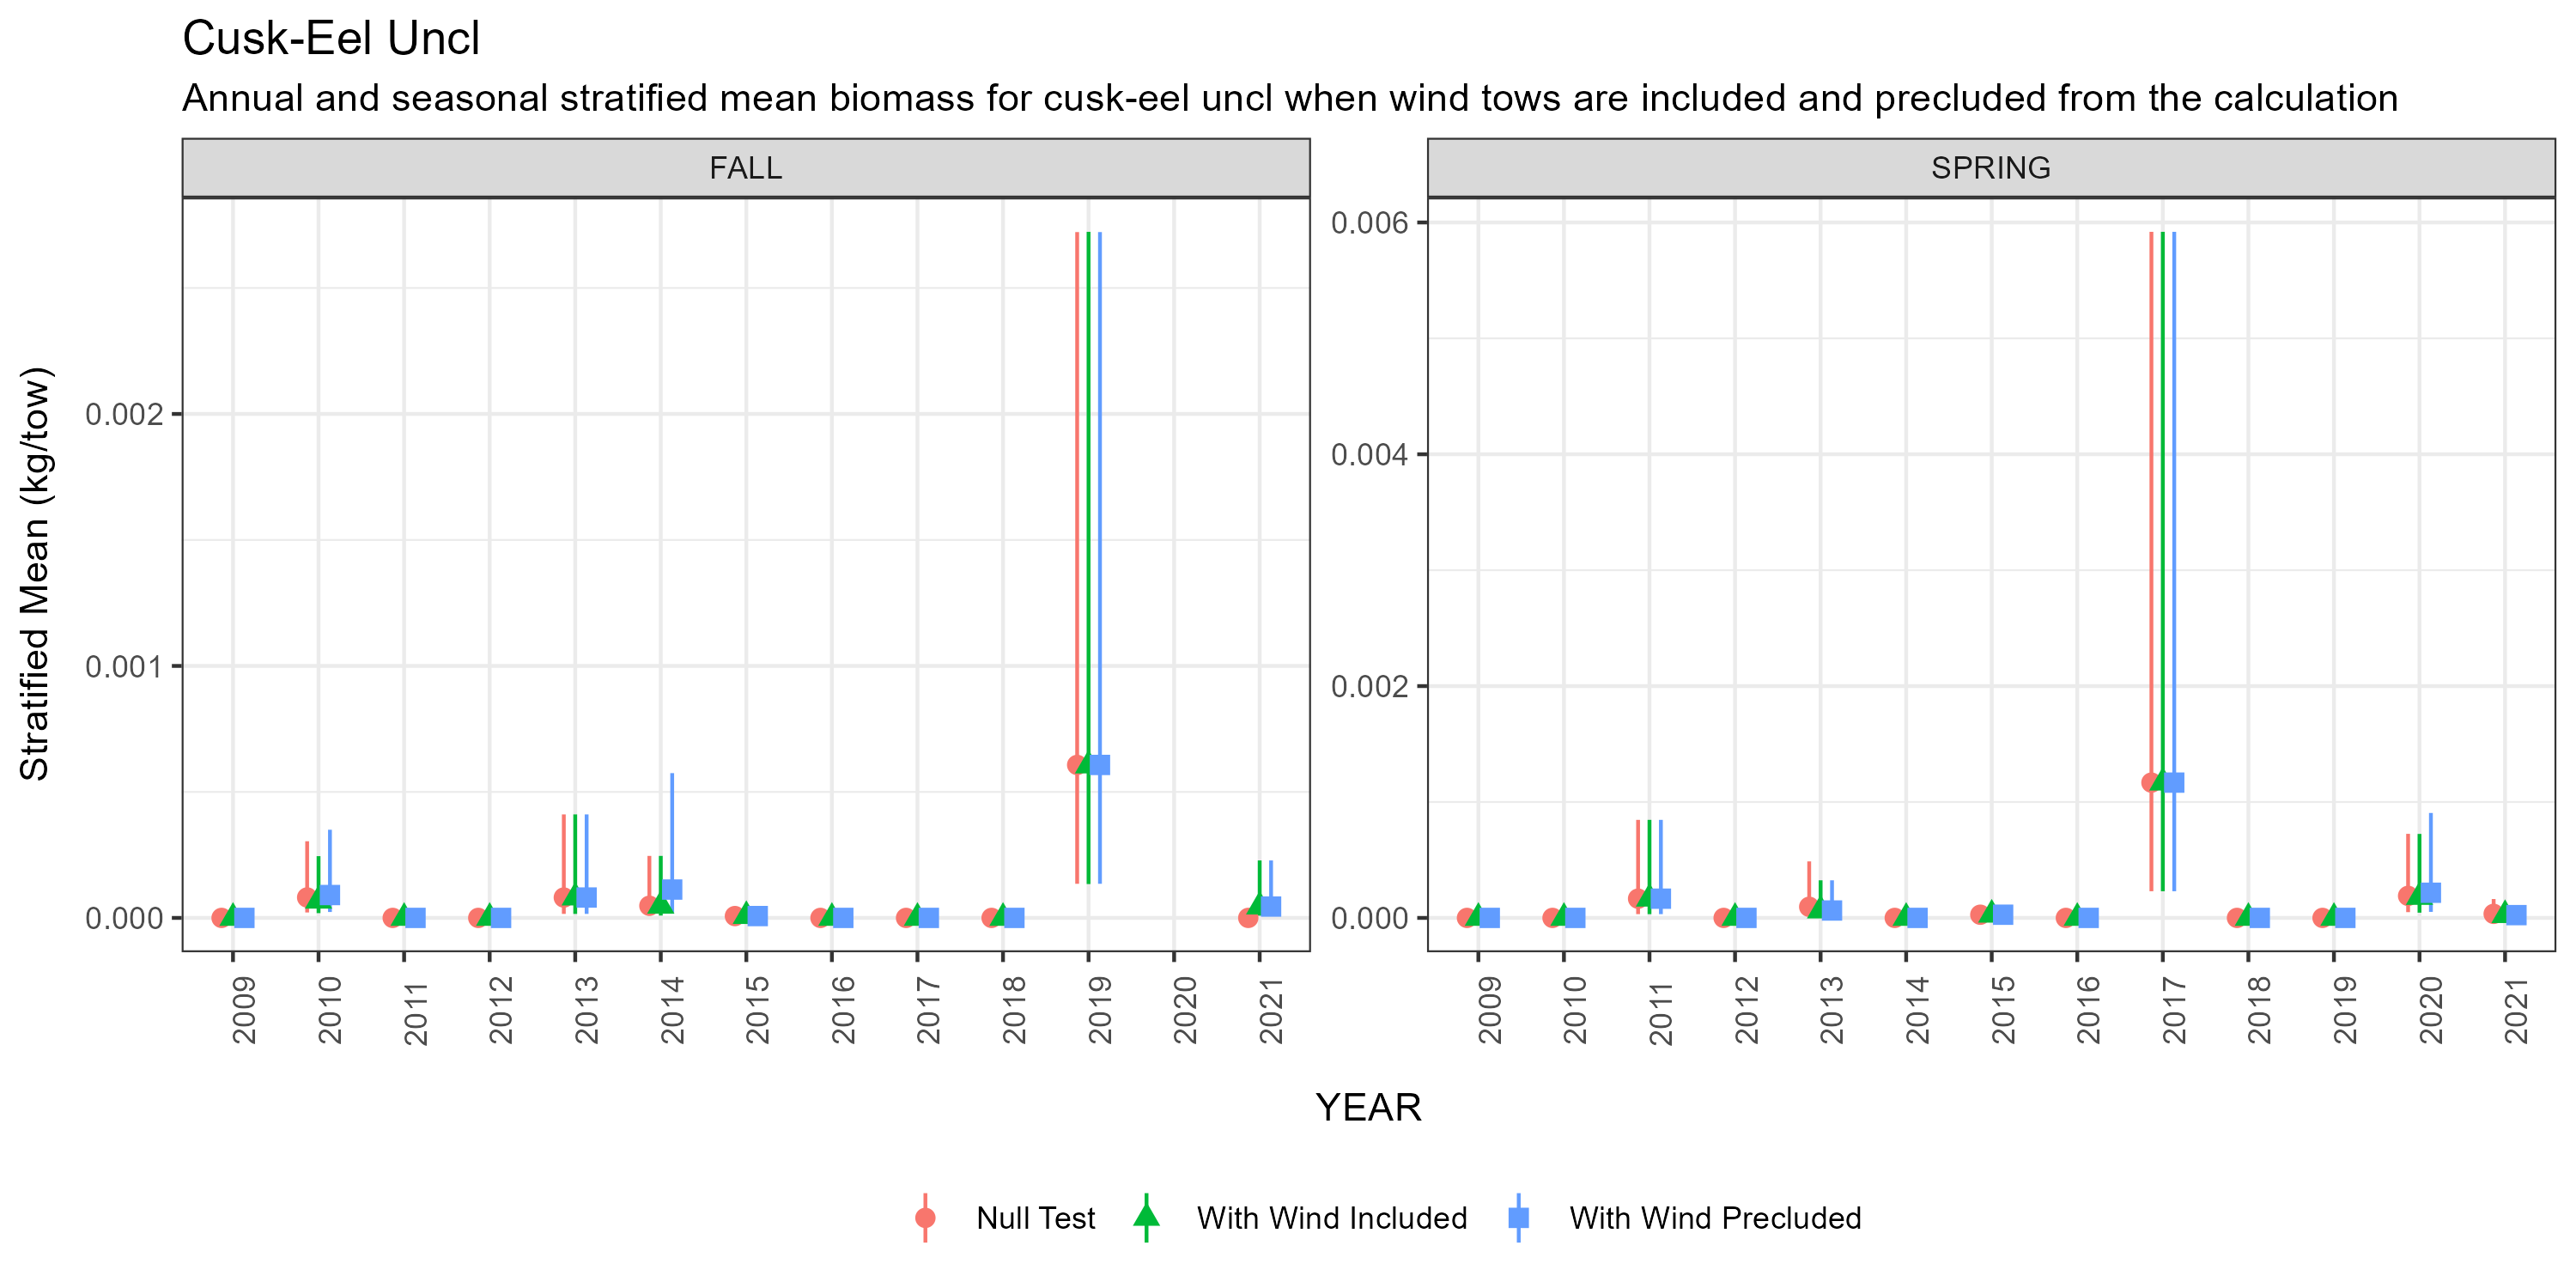 Cusk-Eel Uncl
Annual and seasonal stratified mean biomass for cusk-eel uncl when wind tows are included and precluded from the calculation
FALL
SPRING
Stratified Mean (kg/tow)
0.002
0.001
0.000
0.006
0.004
0.002
0.000
2009 2010 2011 2012 2013 2014 2015 2016 2017 2018 2019 2020 2021
2009 2010 2011 2012 2013 2014 2015 2016 2017 2018 2019 2020 2021
YEAR
Null Test With Wind Included With Wind Precluded